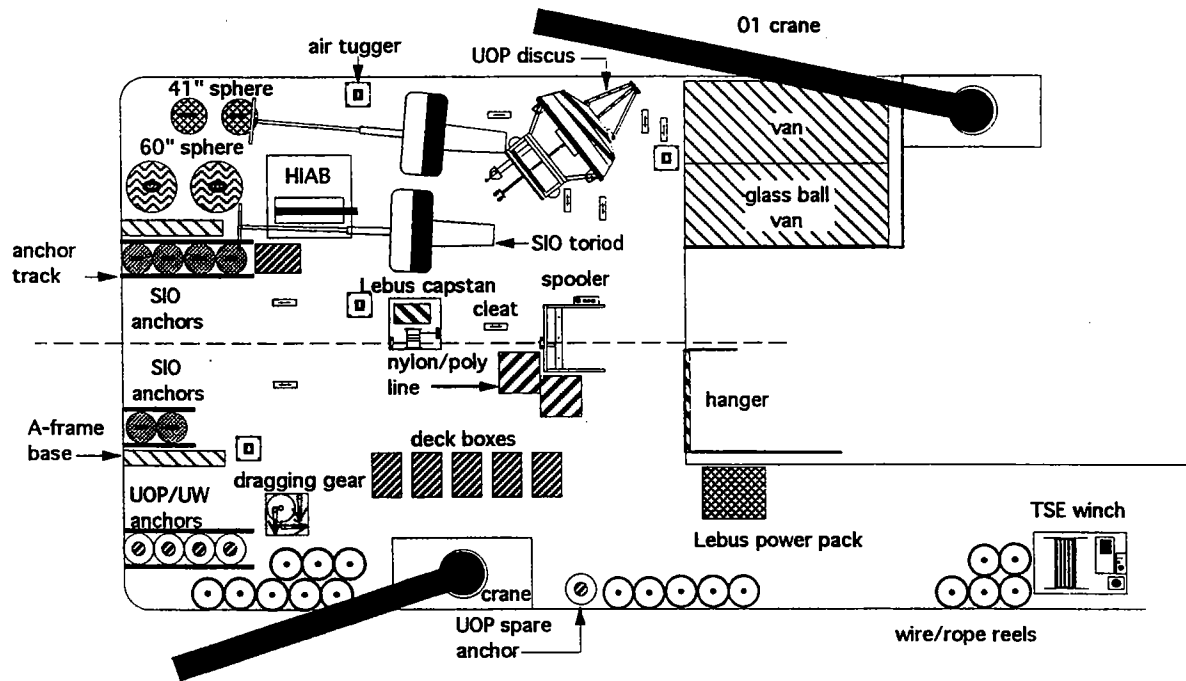 01 crane
air tugger
UOP discus
41" sphere
60" sphere
HIAB
van
glass ball
van
SIO toriod
anchor
track
SIO
anchors
Lebus capstan
cleat
spooler
SIO
anchors
nylon/poly
line
hanger
A-frame
base
deck boxes
dragging gear
UOP/UW
anchors
Lebus power pack
TSE winch
crane
UOP spare
anchor
wire/rope reels